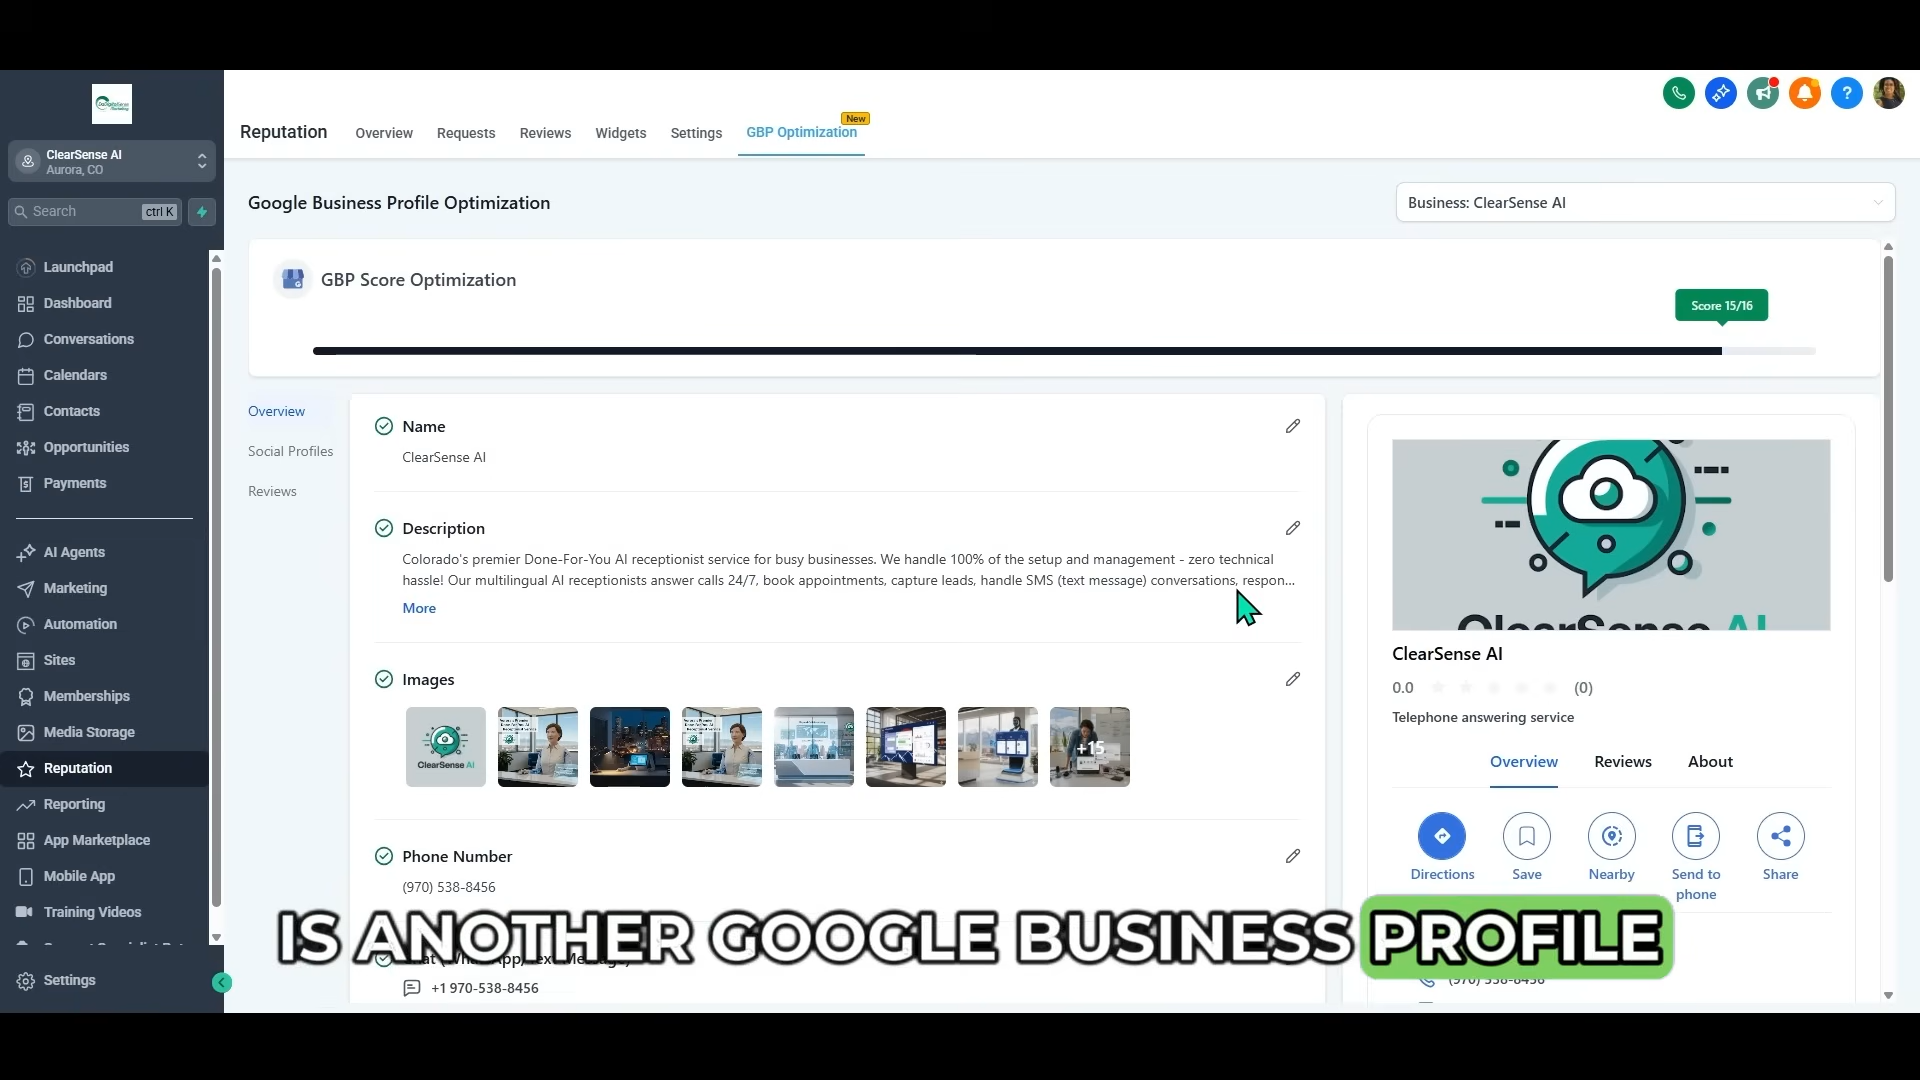 ClearSense AI
Aurora, CO
Search
ctrl K
Launchpad
Dashboard
Conversations
Calendars
Contacts
Opportunities
Payments
AI Agents
Marketing
Automation
Sites
Memberships
Media Storage
Reputation
Reporting
App Marketplace
Mobile App
Training Videos
Settings
Reputation
Overview
Requests
Reviews
Widgets
Settings
GBP Optimization
New
Google Business Profile Optimization
Business: ClearSense AI
GBP Score Optimization
Score 15/16
Overview
Social Profiles
Reviews
Name
ClearSense AI
Description
Colorado's premier Done-For-You AI receptionist service for busy businesses. We handle 100% of the setup and management - zero technical
hassle! Our multilingual AI receptionists answer calls 24/7, book appointments, capture leads, handle SMS (text message) conversations, respon...
More
Images
ClearSense AI
+15
Phone Number
(970) 538-8456
+1 970-538-8456
ClearSense AI
ClearSense AI
0.0
(0)
Telephone answering service
Overview
Reviews
About
Directions
Save
Nearby
Send to
phone
Share
(970) 538-8456
IS ANOTHER GOOGLE BUSINESS PROFILE